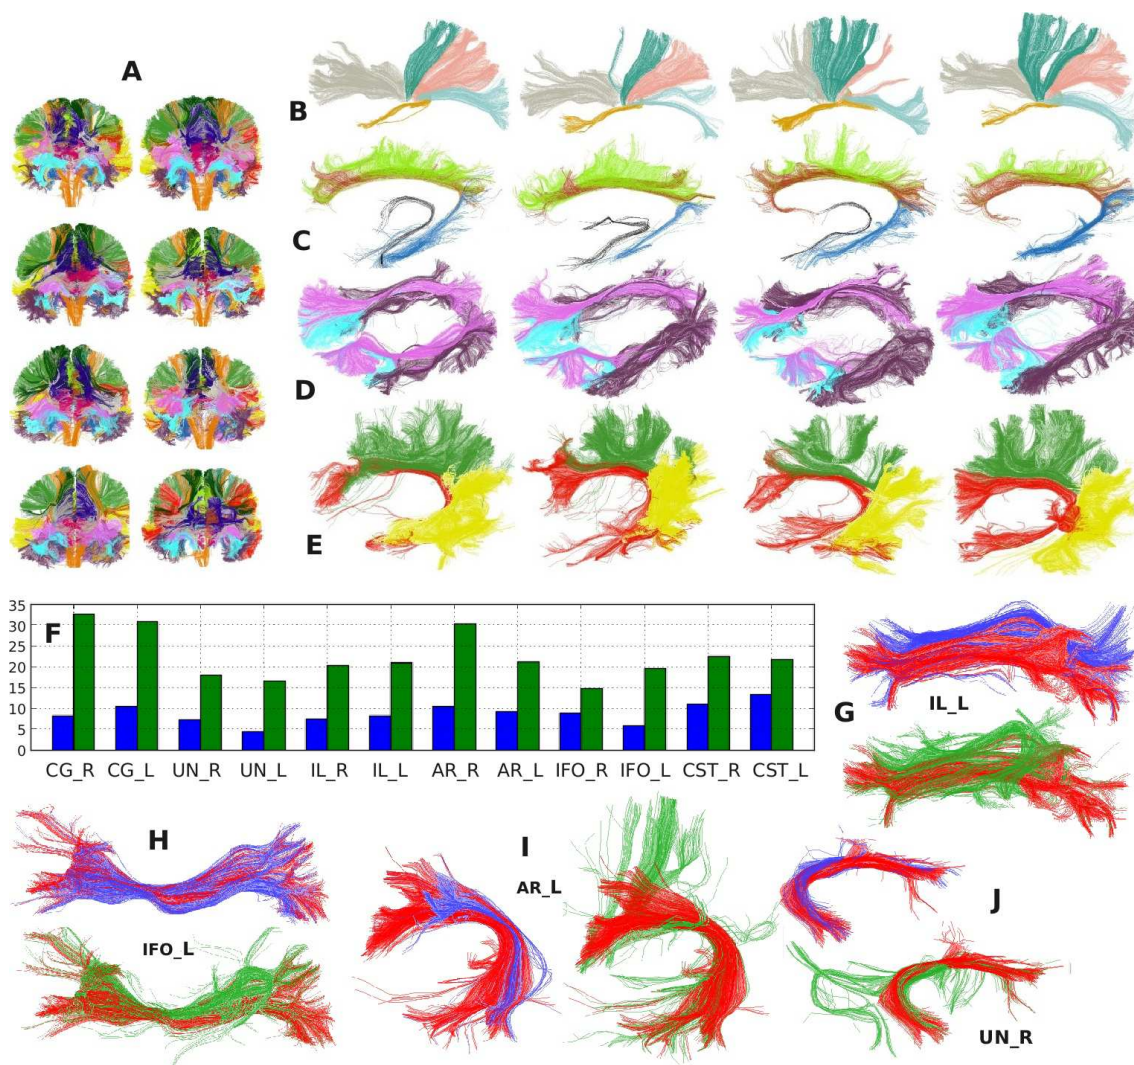 A
B
C
D
E
F
35
30
25
20
15
10
5
0
CG_R CG_L UN_R UN_L IL_R IL_L AR_R AR_L IFO_R IFO_L CST_R CST_L
G
IL_L
H
IFO_L
I
AR_L
J
UN_R